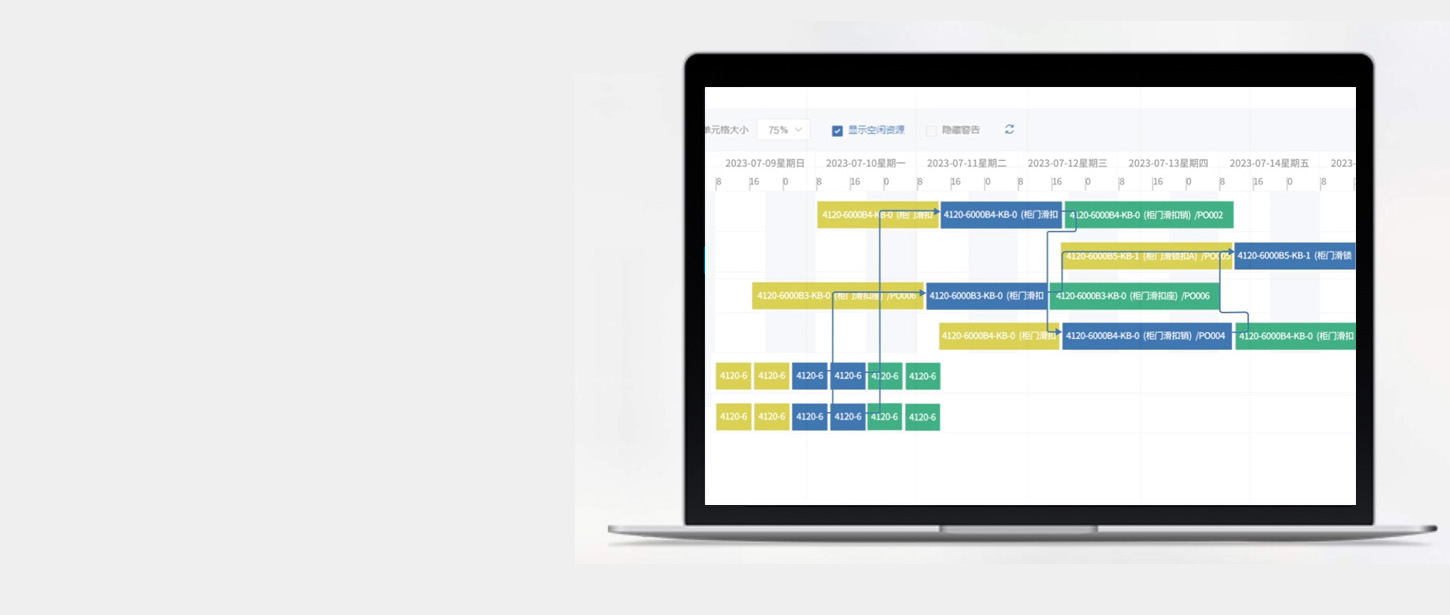 单元格大小 75% 显示空闲资源 隐藏警告
2023-07-09星期日 2023-07-10星期一 2023-07-11星期二 2023-07-12星期三 2023-07-13星期四 2023-07-14星期五 2023-
8 16 0 8 16 0 8 16 0 8 16 0 8 16 0 8 16 0 8
4120-6000B4-KB-0 (柜门滑扣 4120-6000B4-KB-0 (柜门滑扣 4120-6000B4-KB-0 (柜门滑扣销) /PO002
4120-6000B5-KB-1 (柜门滑锁扣A) /PO005 4120-6000B5-KB-1 (柜门滑锁
4120-6000B3-KB-0 (柜门滑扣座) /PO006 4120-6000B3-KB-0 (柜门滑扣 4120-6000B3-KB-0 (柜门滑扣座) /PO006
4120-6000B4-KB-0 (柜门滑扣 4120-6000B4-KB-0 (柜门滑扣销) /PO004 4120-6000B4-KB-0 (柜门滑扣
4120-6 4120-6 4120-6 4120-6 4120-6 4120-6
4120-6 4120-6 4120-6 4120-6 4120-6 4120-6